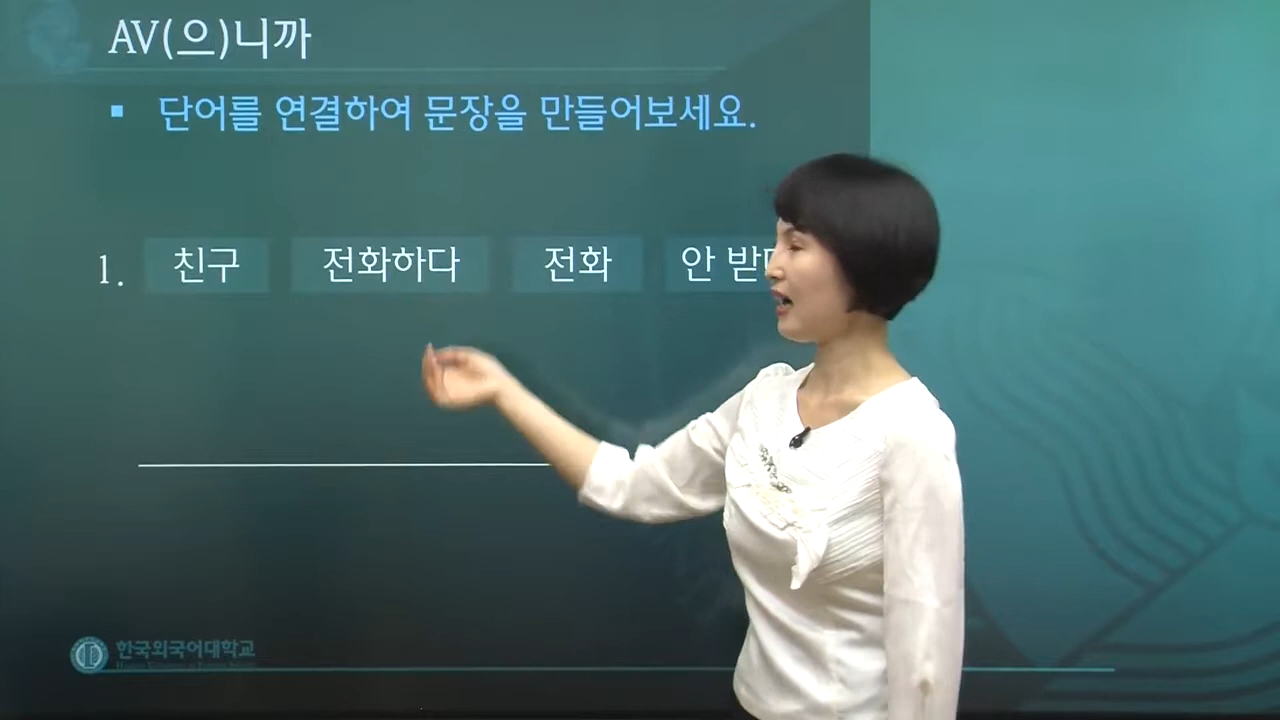 AV(으)니까
▪ 단어를 연결하여 문장을 만들어보세요.
1. 친구 전화하다 전화 안
한국외국어대학교